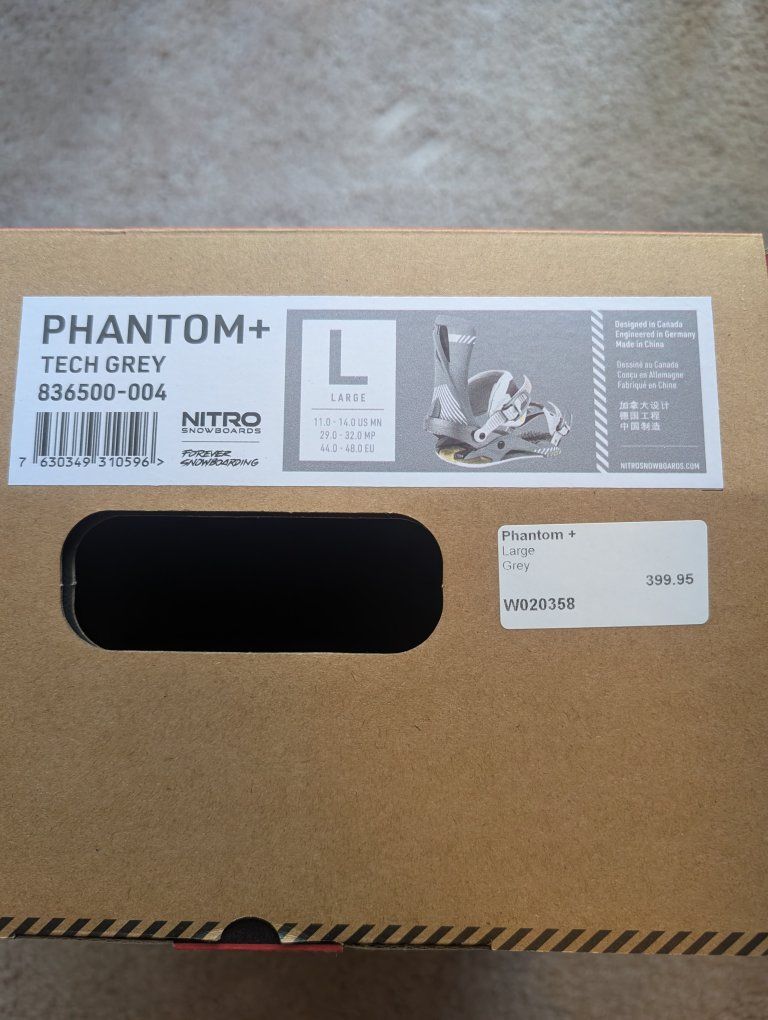 PHANTOM+
TECH GREY
836500-004
7 630349 310596 >
NITRO
SNOWBOARDS
FOREVER
SNOWBOARDING
L
LARGE
11.0 - 14.0 US MN
29.0 - 32.0 MP
44.0 - 48.0 EU
Designed in Canada
Engineered in Germany
Made in China
Dessiné au Canada
Conçu en Allemagne
Fabriqué en Chine
加拿大设计
德国工程
中国制造
NITROSNOWBOARDS.COM
Phantom +
Large
Grey
399.95
W020358